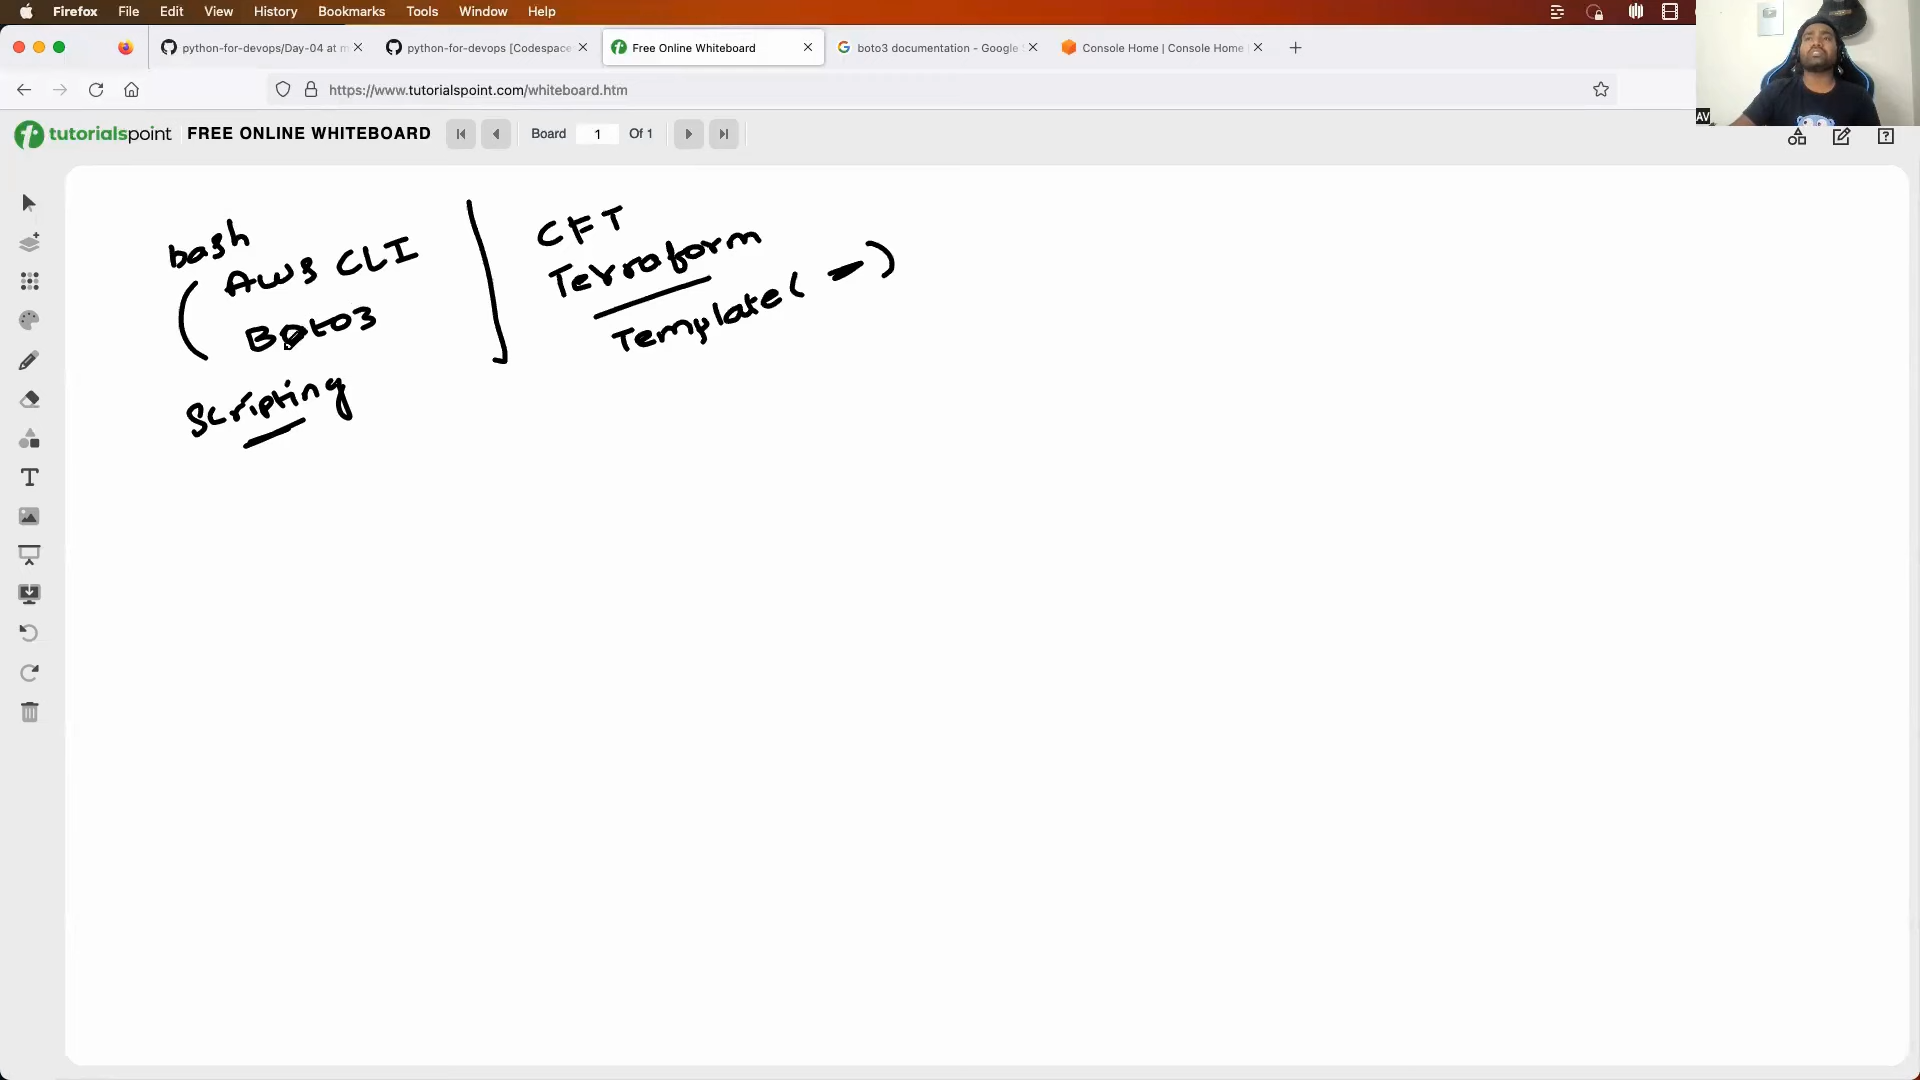 Firefox File Edit View History Bookmarks Tools Window Help
python-for-devops/Day-04 at m
python-for-devops [Codespace
Free Online Whiteboard
boto3 documentation - Google S
Console Home | Console Home
https://www.tutorialspoint.com/whiteboard.htm
AV
tutorialspoint FREE ONLINE WHITEBOARD Board 1 Of 1
bash
AWS CLI
Boto3
Scripting
CFT
Terraform
Template( - )
T